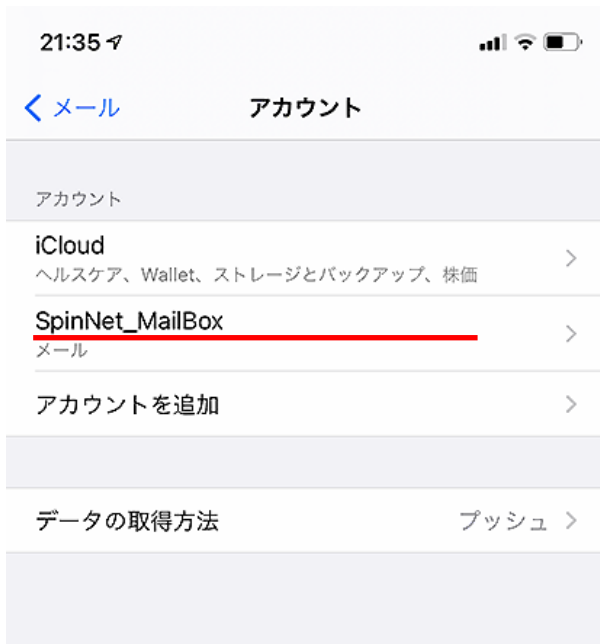 21:35
メール
アカウント
アカウント
iCloud
ヘルスケア、Wallet、ストレージとバックアップ、株価
SpinNet_MailBox
メール
アカウントを追加
データの取得方法 プッシュ